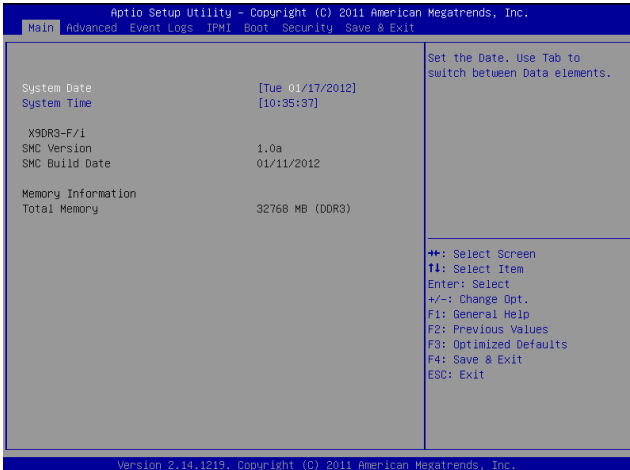 Aptio Setup Utility – Copyright (C) 2011 American Megatrends, Inc.
Main Advanced Event Logs IPMI Boot Security Save & Exit
System Date [Tue 01/17/2012]
System Time [10:35:37]
X9DR3-F/i
SMC Version 1.0a
SMC Build Date 01/11/2012
Memory Information
Total Memory 32768 MB (DDR3)
Set the Date. Use Tab to
switch between Data elements.
→←: Select Screen
↑↓: Select Item
Enter: Select
+/-: Change Opt.
F1: General Help
F2: Previous Values
F3: Optimized Defaults
F4: Save & Exit
ESC: Exit
Version 2.14.1219. Copyright (C) 2011 American Megatrends, Inc.